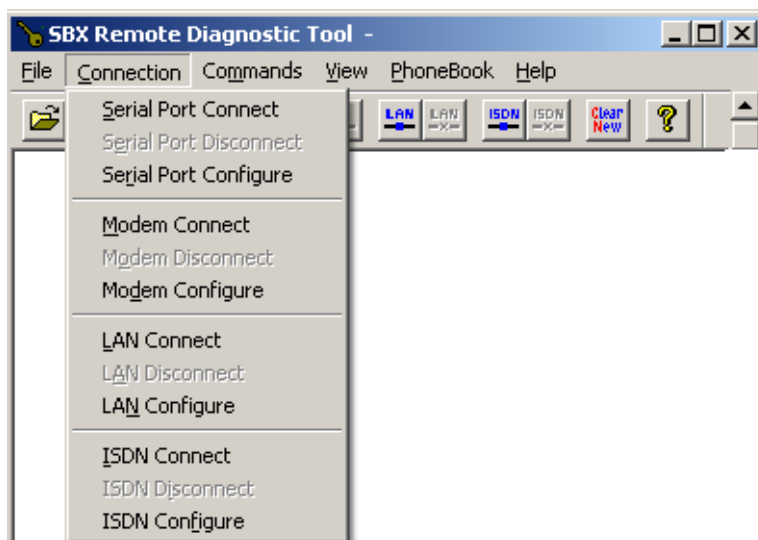 SBX Remote Diagnostic Tool -
File Connection Commands View PhoneBook Help
LAN LAN ISDN ISDN Clear New ?
Serial Port Connect
Serial Port Disconnect
Serial Port Configure
Modem Connect
Modem Disconnect
Modem Configure
LAN Connect
LAN Disconnect
LAN Configure
ISDN Connect
ISDN Disconnect
ISDN Configure